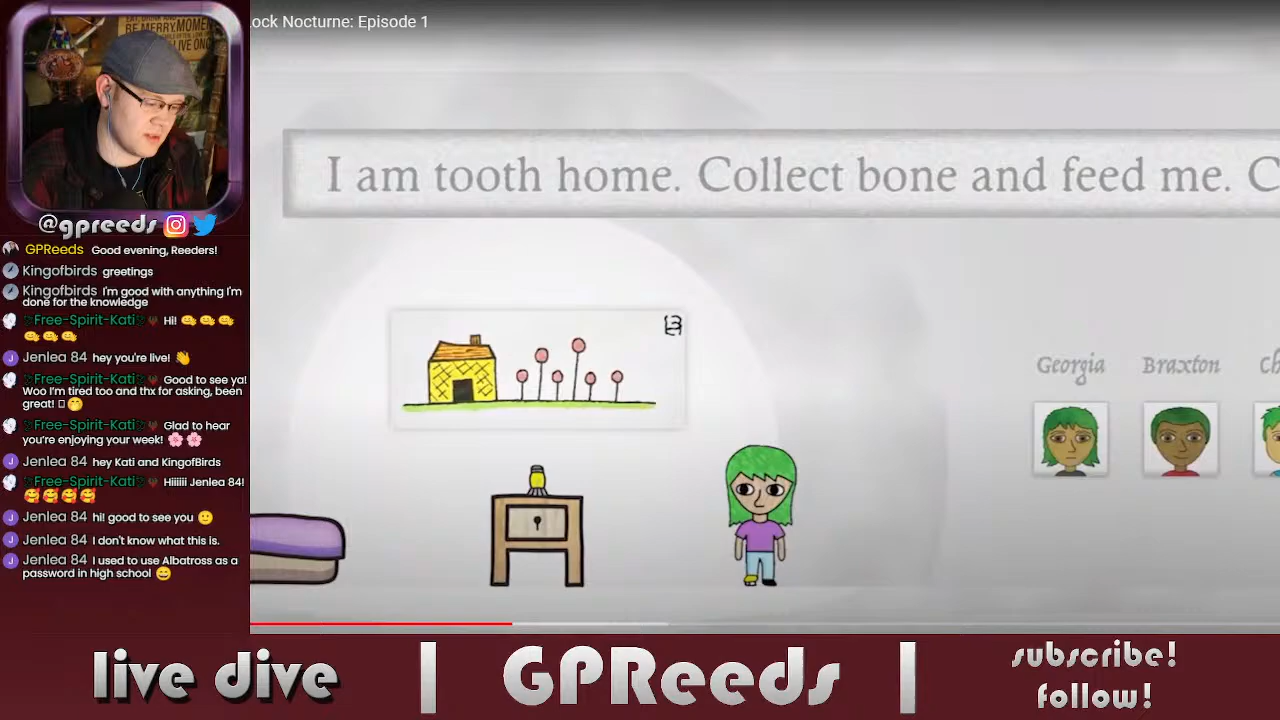 ock Nocturne: Episode 1
I am tooth home. Collect bone and feed me. C
Georgia
Braxton
Ch
@gpreeds
GPReeds Good evening, Reeders!
Kingofbirds greetings
Kingofbirds I'm good with anything I'm
done for the knowledge
Free-Spirit-Kati Hi!
Jenlea 84 hey you're live! 👋
Free-Spirit-Kati Good to see ya!
Woo I'm tired too and thx for asking, been
great!
Free-Spirit-Kati Glad to hear
you're enjoying your week! 🌸🌸
Jenlea 84 hey Kati and KingofBirds
Free-Spirit-Kati Hiiiiii Jenlea 84!
🥰🥰🥰🥰
Jenlea 84 hi! good to see you 🙂
Jenlea 84 I don't know what this is.
Jenlea 84 I used to use Albatross as a
password in high school 😄
live dive | GPReeds | subscribe!
follow!